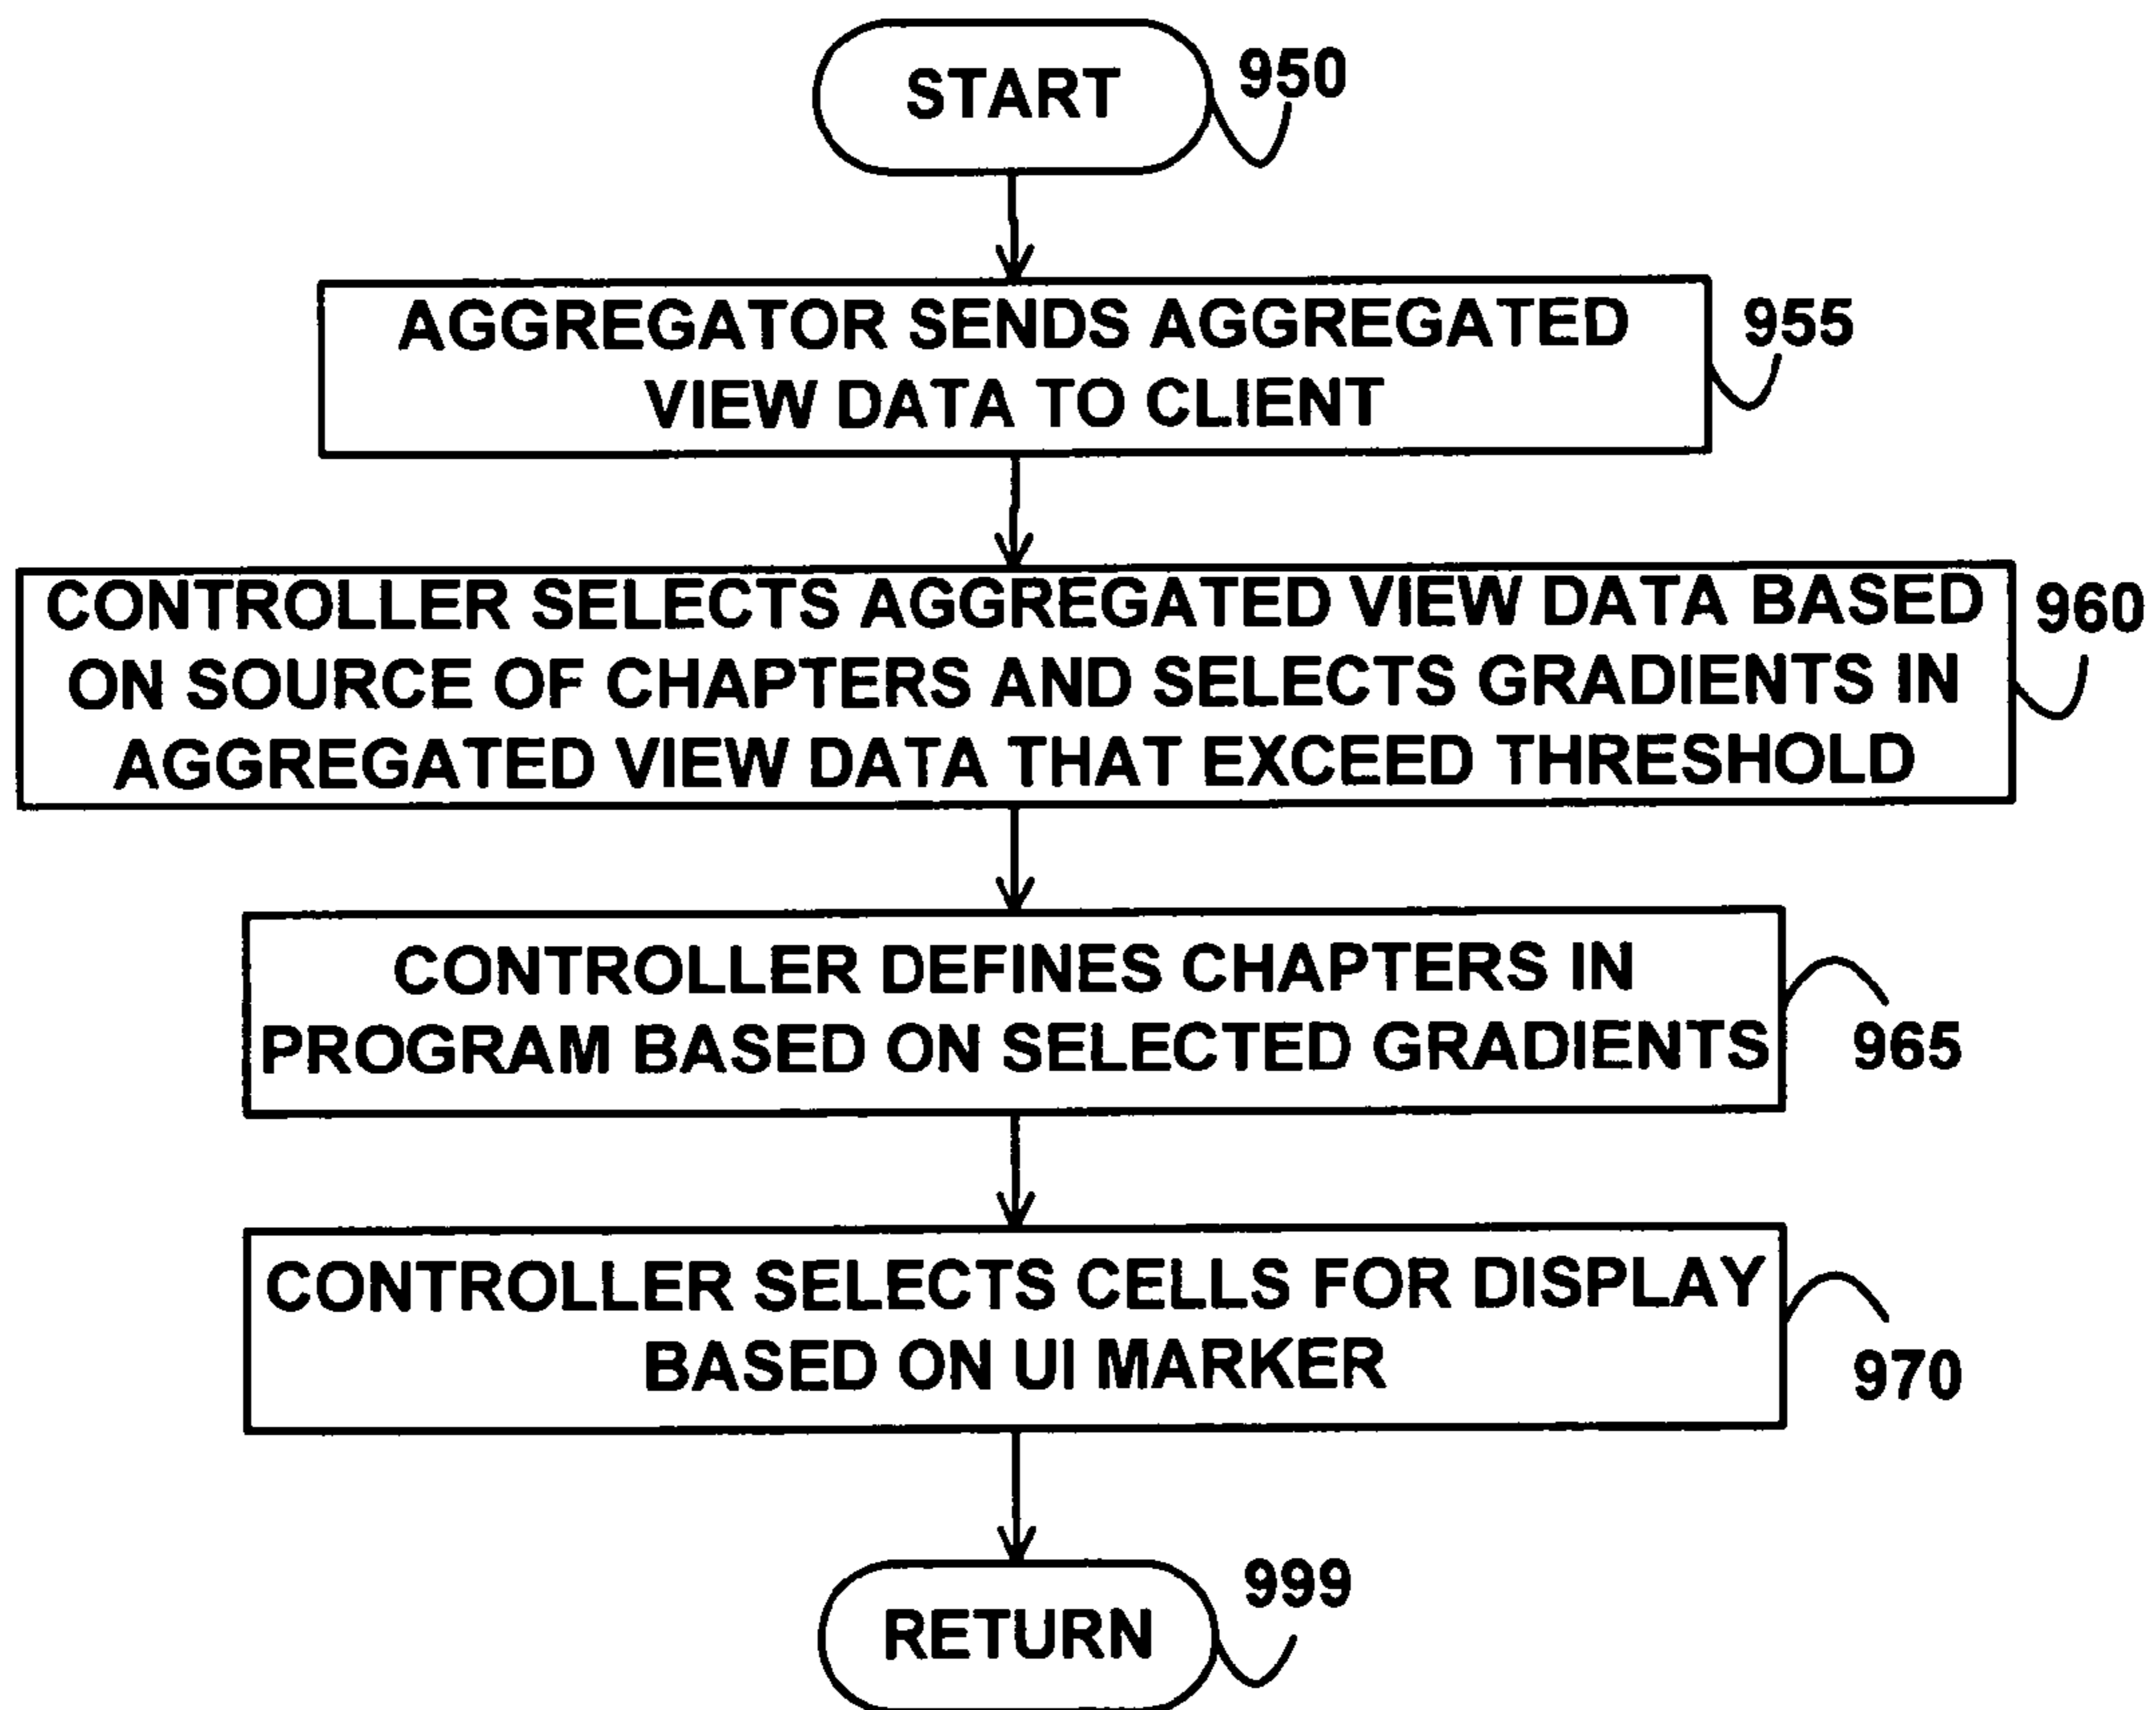 START
950
AGGREGATOR SENDS AGGREGATED
VIEW DATA TO CLIENT
955
CONTROLLER SELECTS AGGREGATED VIEW DATA BASED
ON SOURCE OF CHAPTERS AND SELECTS GRADIENTS IN
AGGREGATED VIEW DATA THAT EXCEED THRESHOLD
960
CONTROLLER DEFINES CHAPTERS IN
PROGRAM BASED ON SELECTED GRADIENTS
965
CONTROLLER SELECTS CELLS FOR DISPLAY
BASED ON UI MARKER
970
RETURN
999